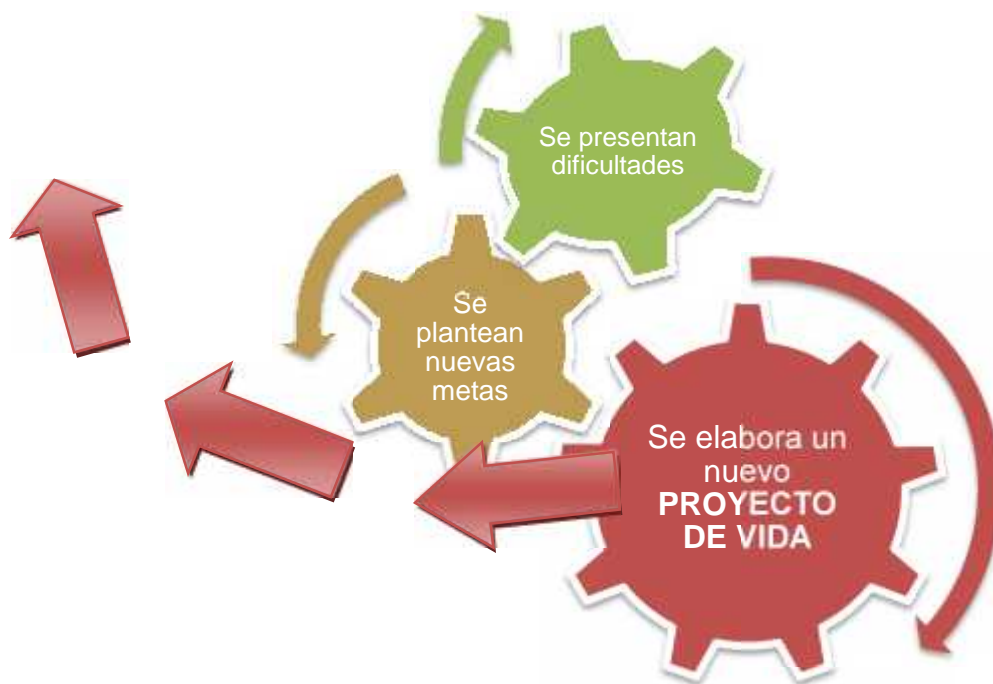 Se presentan
dificultades
Se
plantean
nuevas
metas
Se elabora un
nuevo
PROYECTO
DE VIDA